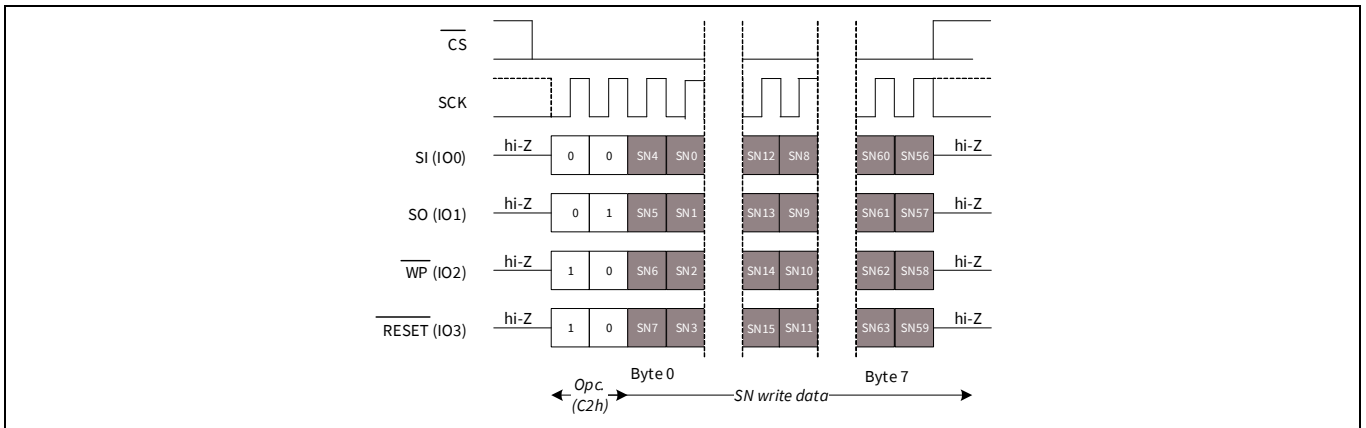 CS
SCK
SI (IO0) hi-Z 0 0 SN4 SN0 SN12 SN8 SN60 SN56 hi-Z
SO (IO1) hi-Z 0 1 SN5 SN1 SN13 SN9 SN61 SN57 hi-Z
WP (IO2) hi-Z 1 0 SN6 SN2 SN14 SN10 SN62 SN58 hi-Z
RESET (IO3) hi-Z 1 0 SN7 SN3 SN15 SN11 SN63 SN59 hi-Z
Byte 0 Byte 7
Opc.
(C2h)
SN write data